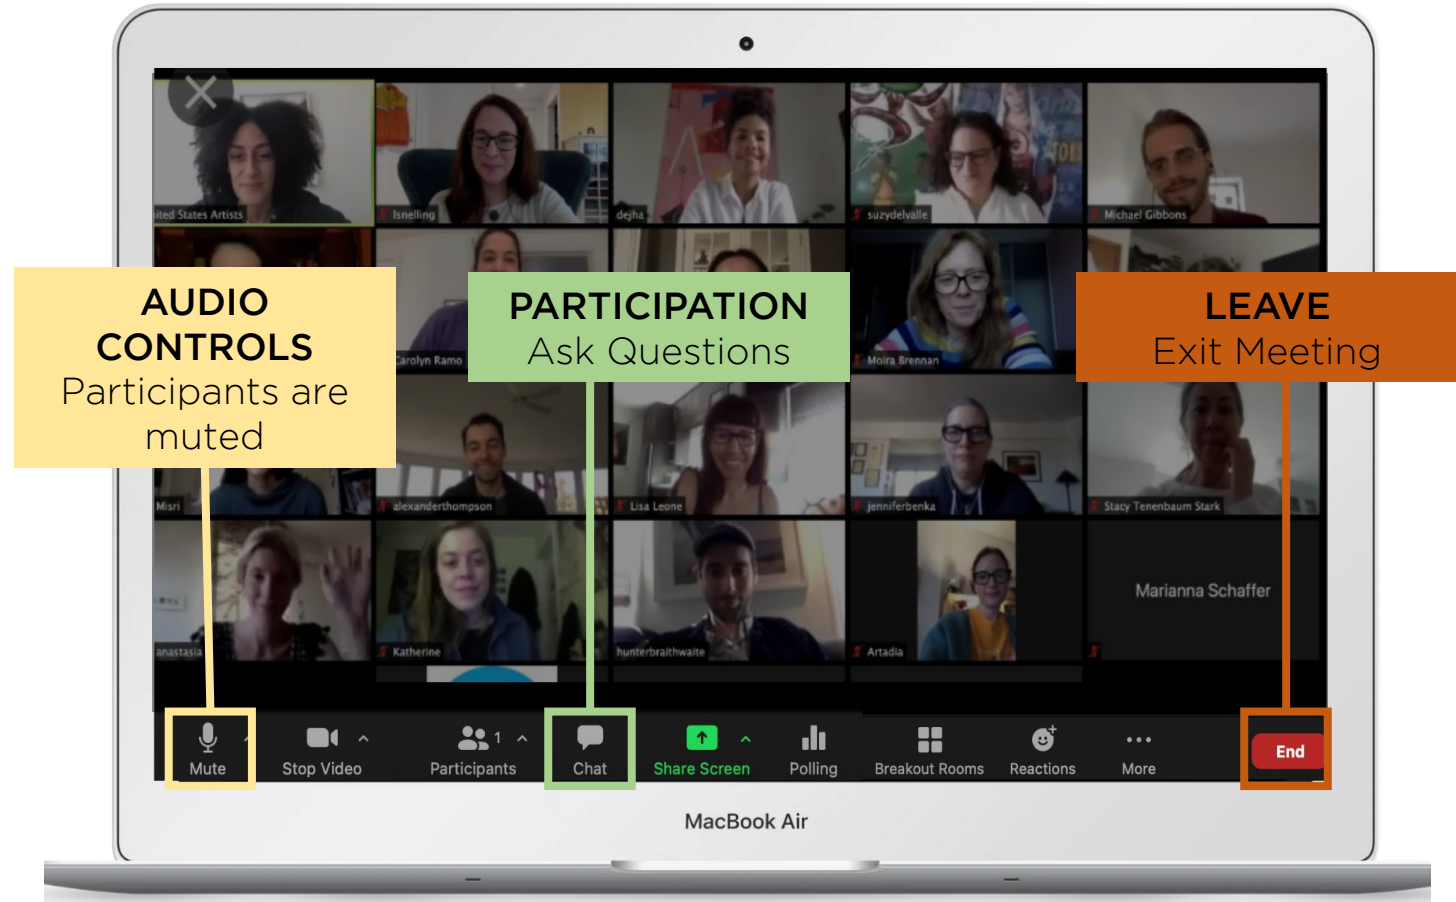 ited States Artists
lsnelling
dejha
suzydelvalle
Michael Gibbons
AUDIO
CONTROLS
Participants are
muted
PARTICIPATION
Ask Questions
LEAVE
Exit Meeting
Carolyn Ramo
Moira Brennan
Misri
alexanderthompson
Lisa Leone
jenniferbenka
Stacy Tenenbaum Stark
Marianna Schaffer
anastasia
Katherine
hunterbraithwaite
Artadia
1
Mute
Stop Video
Participants
Chat
Share Screen
Polling
Breakout Rooms
Reactions
More
End
MacBook Air